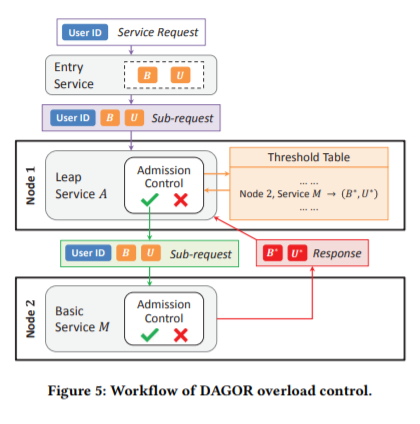 User ID Service Request
Entry
Service
B U
User ID B U Sub-request
Node 1
Leap
Service A
Admission
Control
Threshold Table
... ...
Node 2, Service M → (B*, U*)
... ...
User ID B U Sub-request
B* U* Response
Node 2
Basic
Service M
Admission
Control
Figure 5: Workflow of DAGOR overload control.